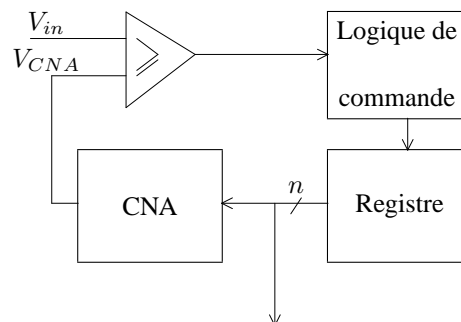 V_in
V_CNA
Logique de
commande
CNA
n
Registre